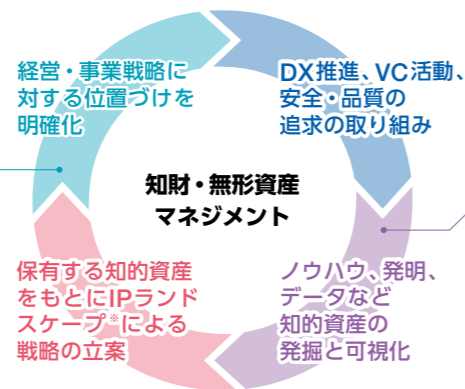 経営・事業戦略に
対する位置づけを
明確化
DX推進、VC活動、
安全・品質の
追求の取り組み
知財・無形資産
マネジメント
保有する知的資産
をもとにIPランド
スケープ※による
戦略の立案
ノウハウ、発明、
データなど
知的資産の
発掘と可視化